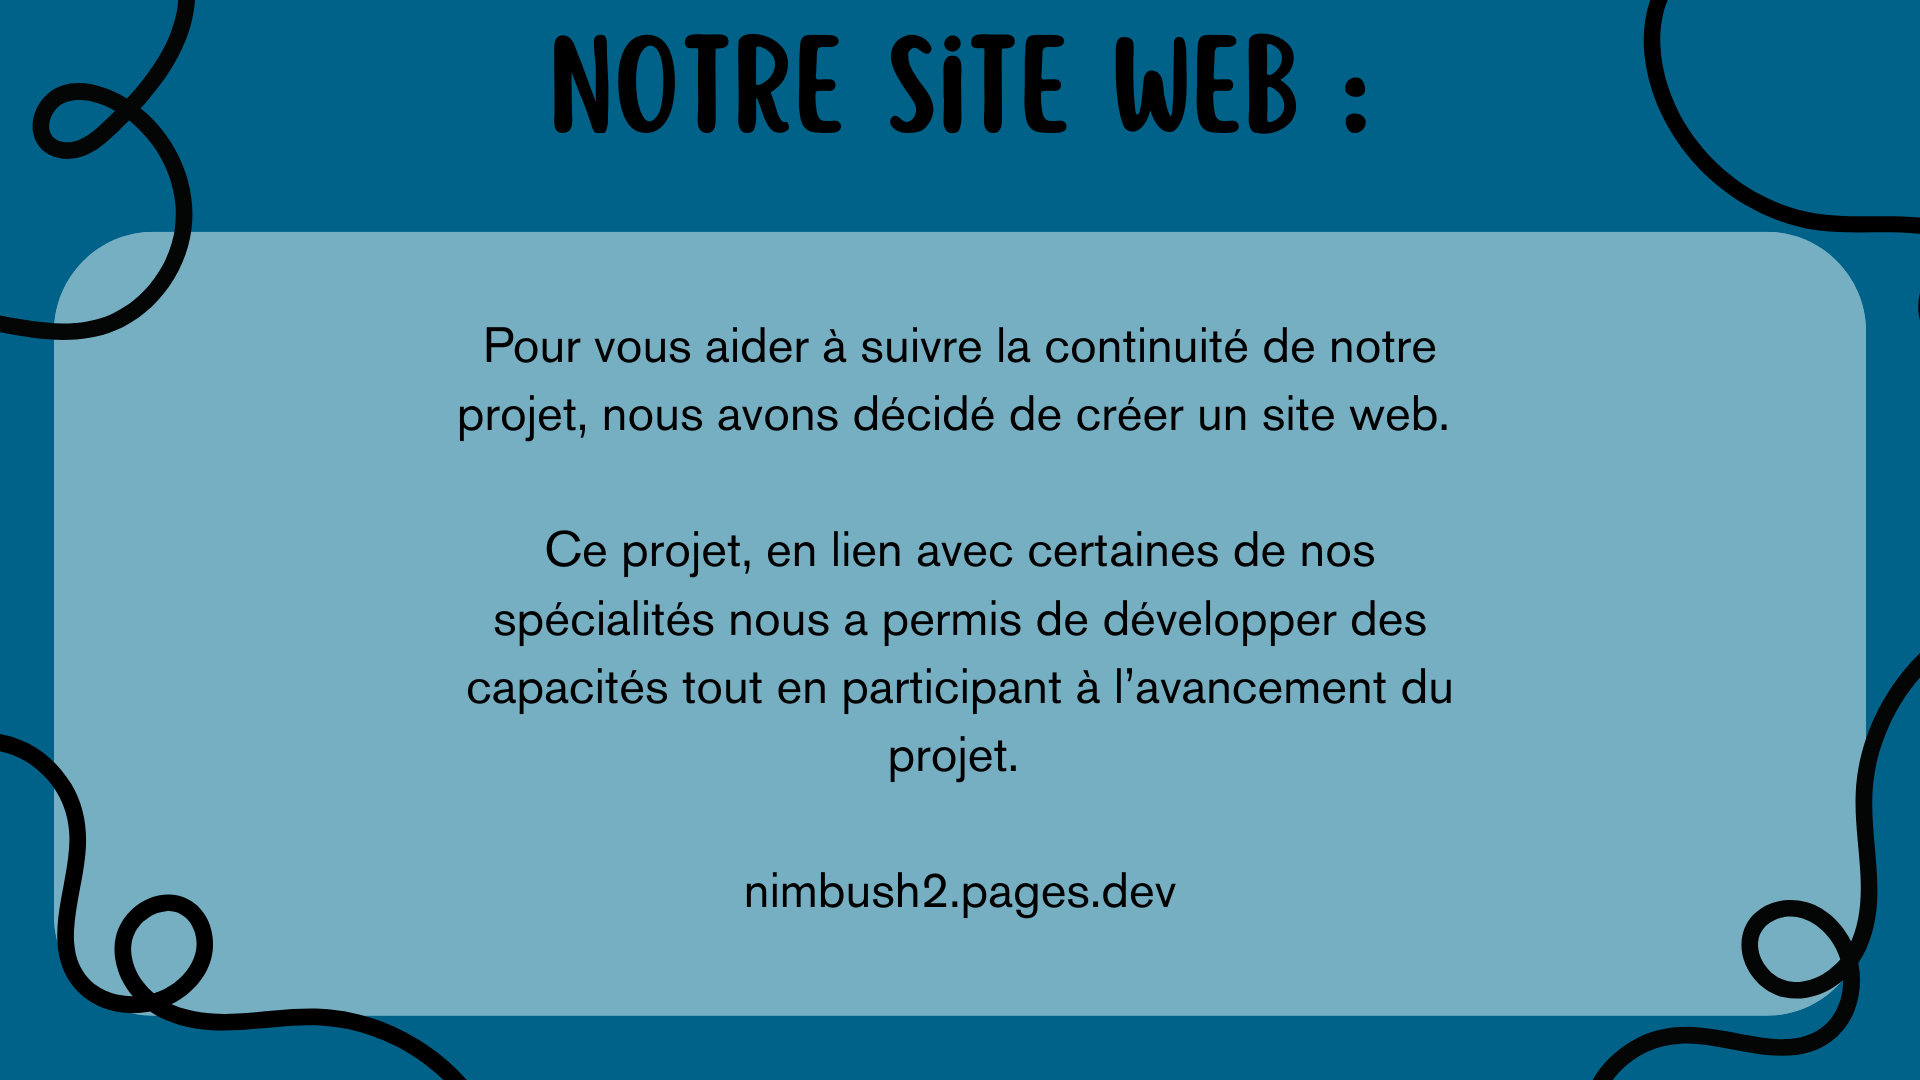 NOTRE SiTE WEB :
Pour vous aider à suivre la continuité de notre
projet, nous avons décidé de créer un site web.
Ce projet, en lien avec certaines de nos
spécialités nous a permis de développer des
capacités tout en participant à l’avancement du
projet.
nimbush2.pages.dev